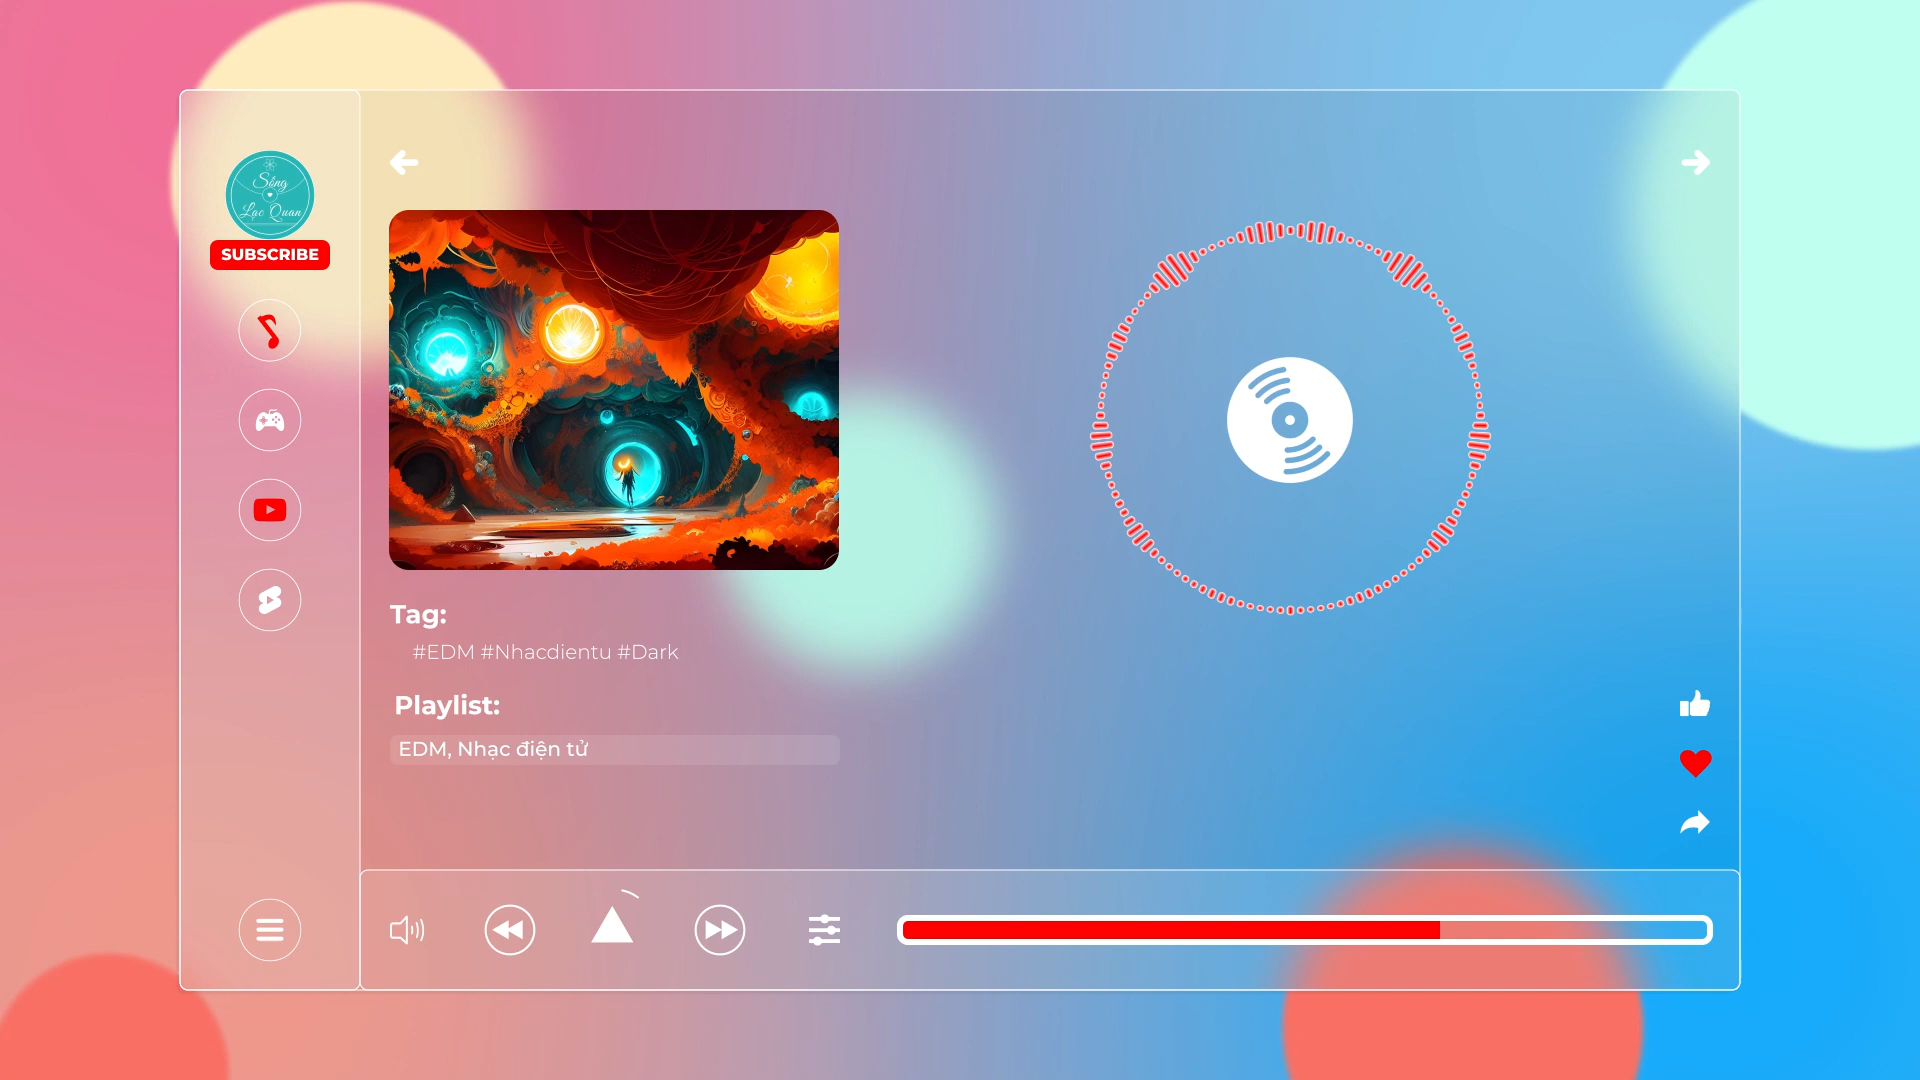 Sống
Lạc Quan
SUBSCRIBE
Tag:
#EDM #Nhacdientu #Dark
Playlist:
EDM, Nhạc điện tử